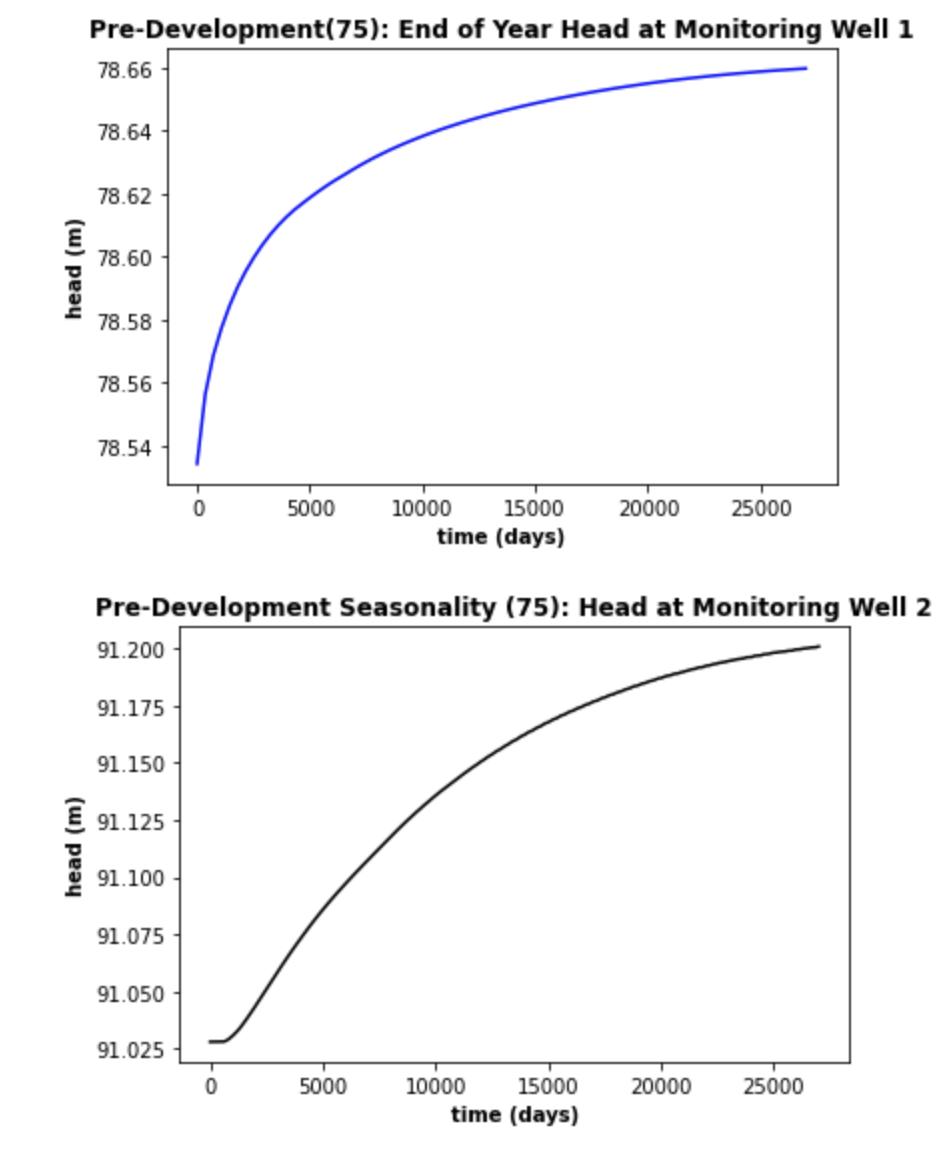 Pre-Development(75): End of Year Head at Monitoring Well 1
78.66
78.64
78.62
78.60
78.58
78.56
78.54
head (m)
0 5000 10000 15000 20000 25000
time (days)
Pre-Development Seasonality (75): Head at Monitoring Well 2
91.200
91.175
91.150
91.125
91.100
91.075
91.050
91.025
head (m)
0 5000 10000 15000 20000 25000
time (days)